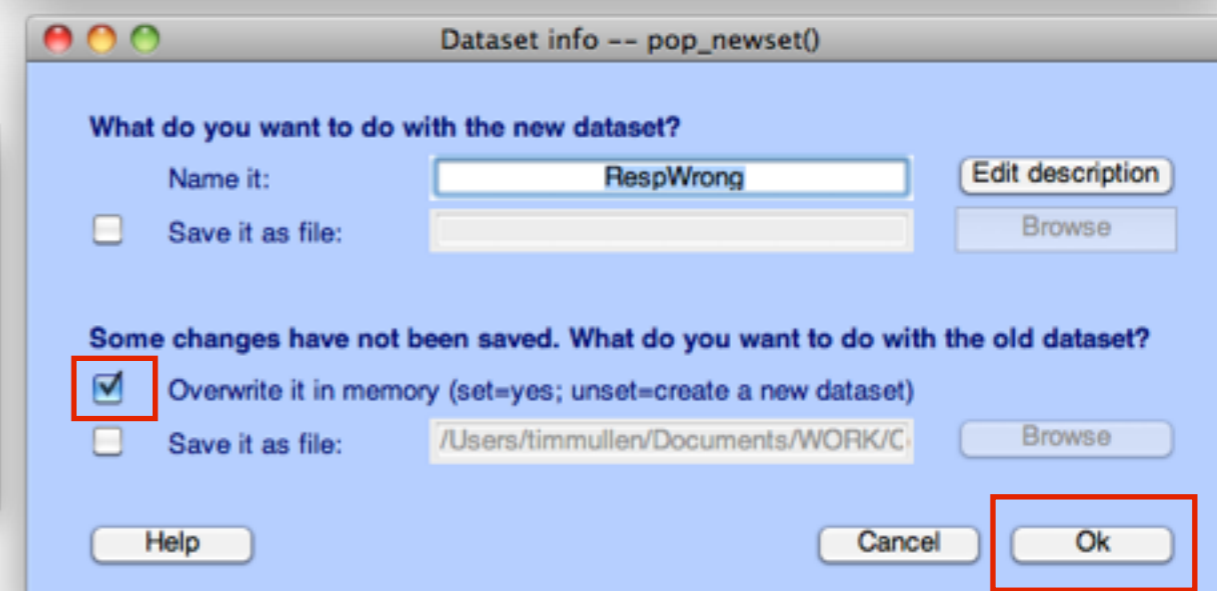 Dataset info -- pop_newset()
What do you want to do with the new dataset?
Name it: RespWrong Edit description
Save it as file: Browse
Some changes have not been saved. What do you want to do with the old dataset?
Overwrite it in memory (set=yes; unset=create a new dataset)
Save it as file: /Users/timmullen/Documents/WORK/C Browse
Help Cancel Ok